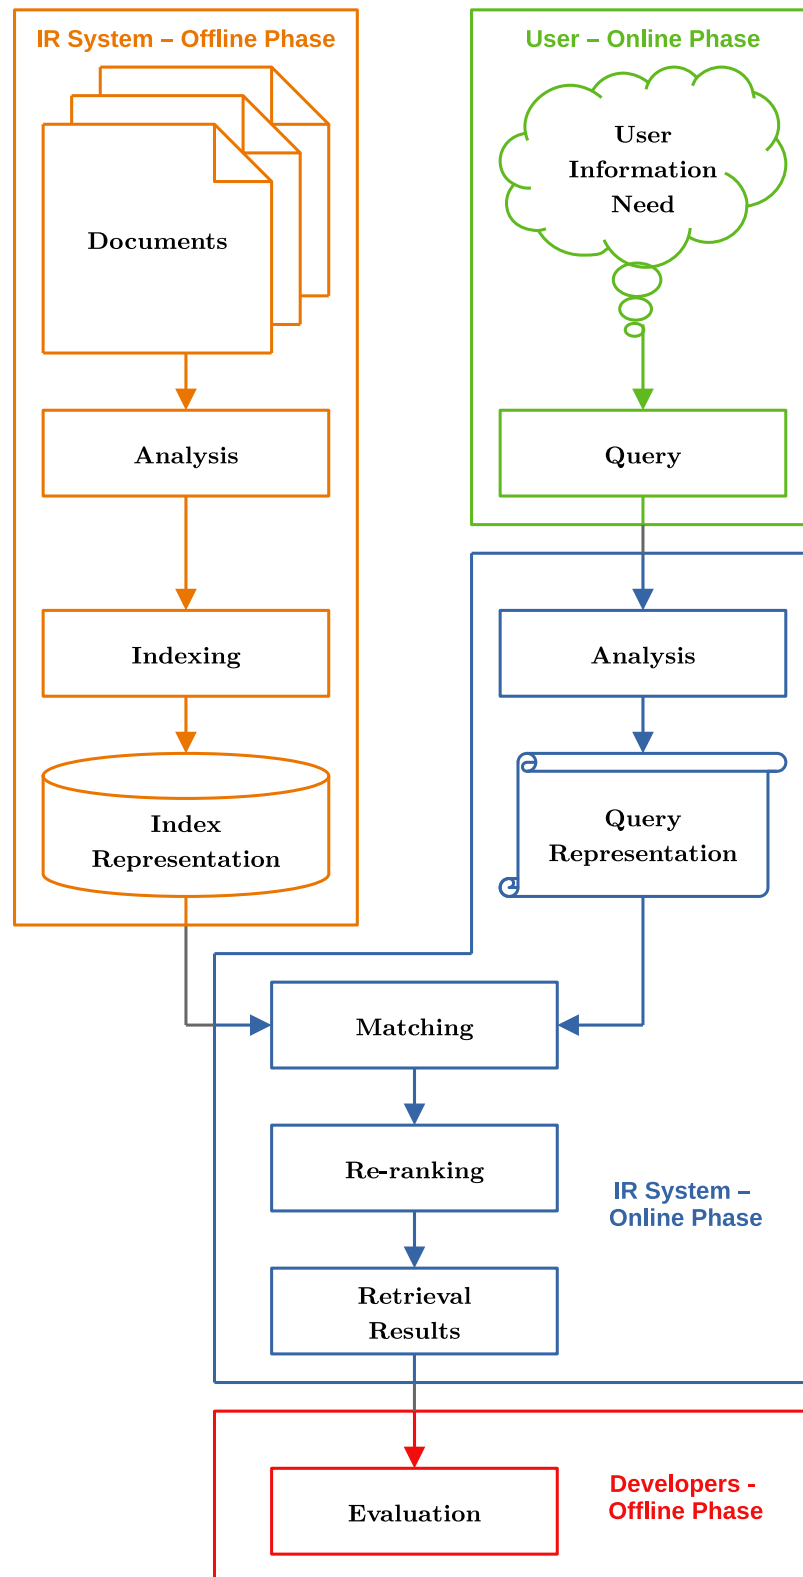 IR System – Offline Phase
Documents
Analysis
Indexing
Index
Representation
User – Online Phase
User
Information
Need
Query
Analysis
Query
Representation
Matching
Re-ranking
Retrieval
Results
IR System –
Online Phase
Evaluation
Developers -
Offline Phase